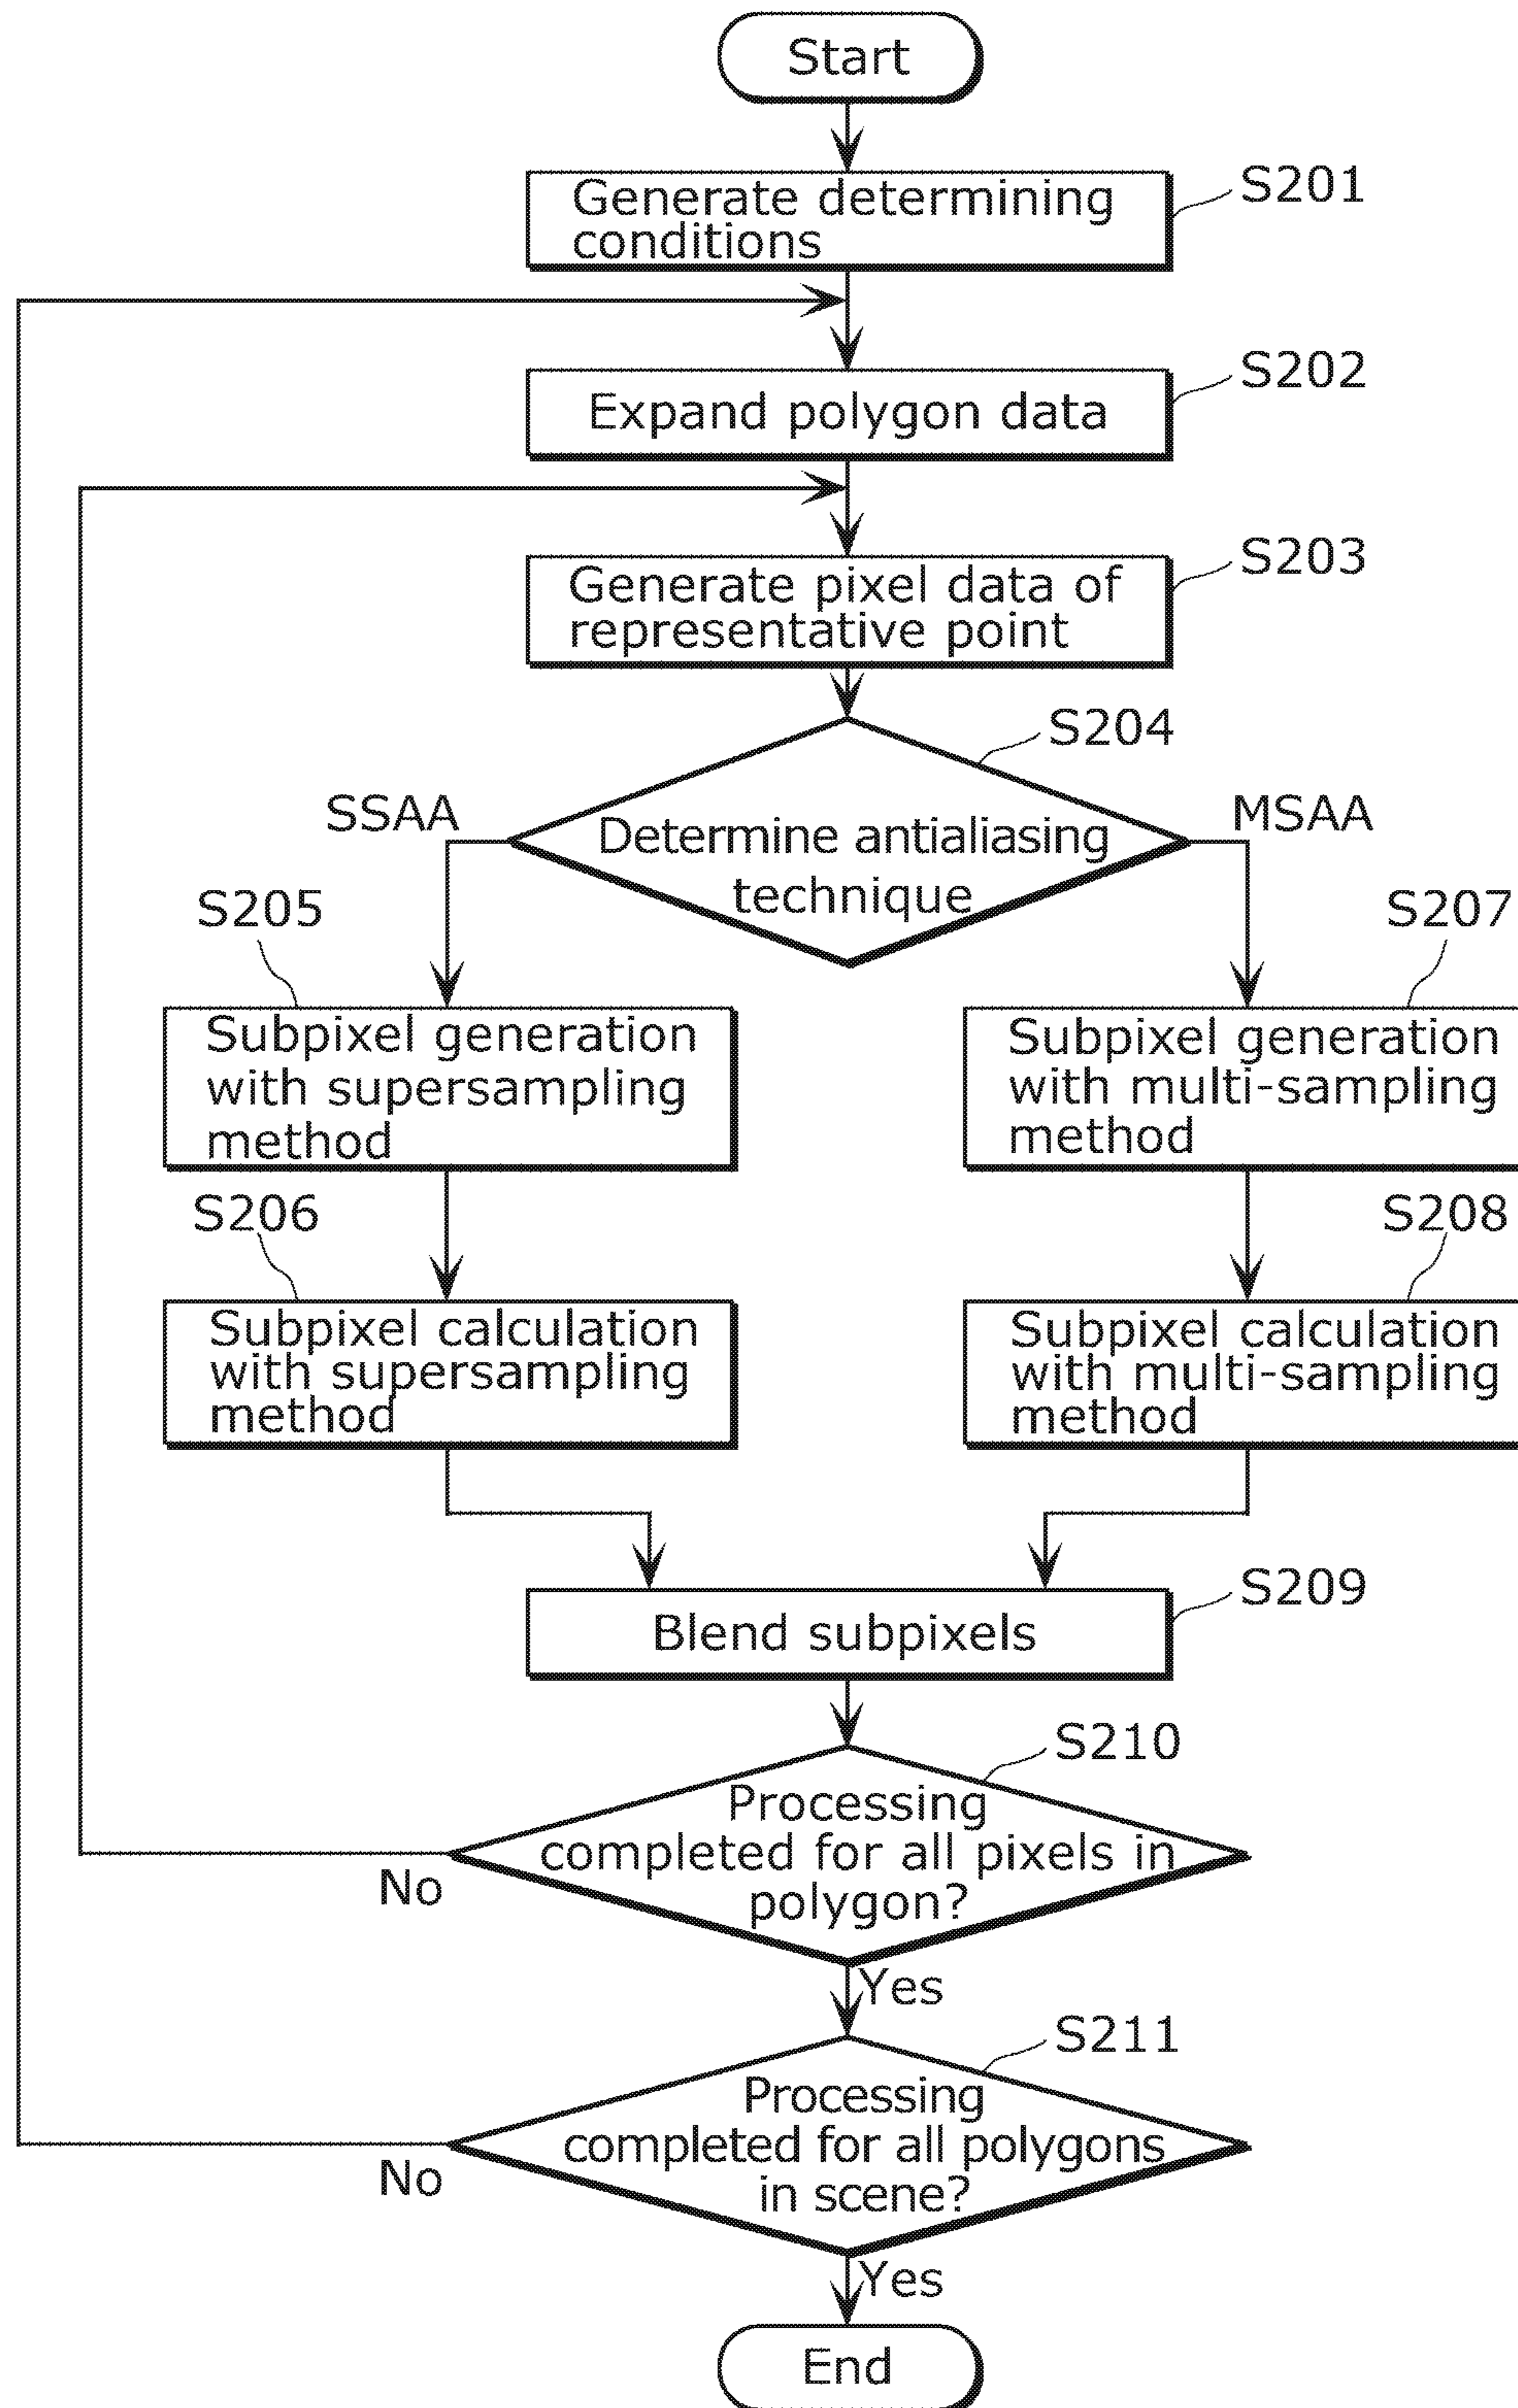 Start
Generate determining
conditions
S201
Expand polygon data
S202
Generate pixel data of
representative point
S203
S204
SSAA
MSAA
Determine antialiasing
technique
S205
S207
Subpixel generation
with supersampling
method
Subpixel generation
with multi-sampling
method
S206
S208
Subpixel calculation
with supersampling
method
Subpixel calculation
with multi-sampling
method
Blend subpixels
S209
S210
Processing
completed for all pixels in
polygon?
No
Yes
S211
Processing
completed for all polygons
in scene?
No
Yes
End